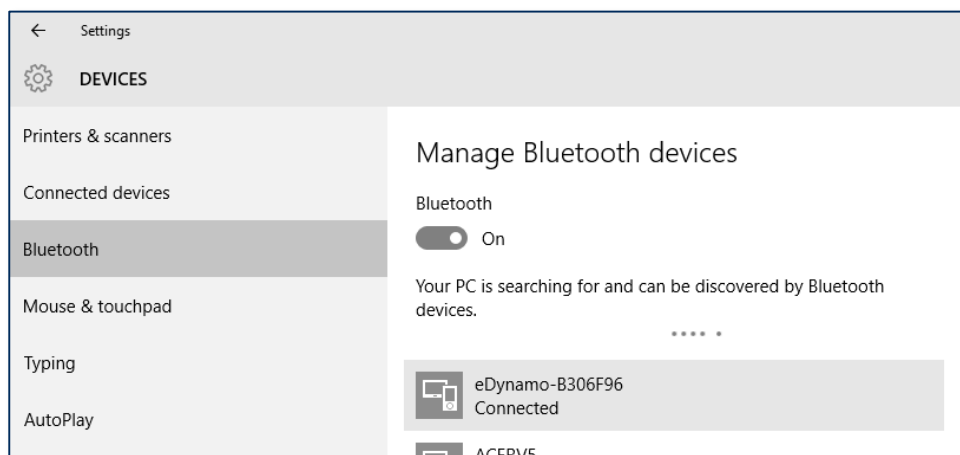 Settings
DEVICES
Printers & scanners
Connected devices
Bluetooth
Mouse & touchpad
Typing
AutoPlay
Manage Bluetooth devices
Bluetooth
On
Your PC is searching for and can be discovered by Bluetooth
devices.
eDynamo-B306F96
Connected